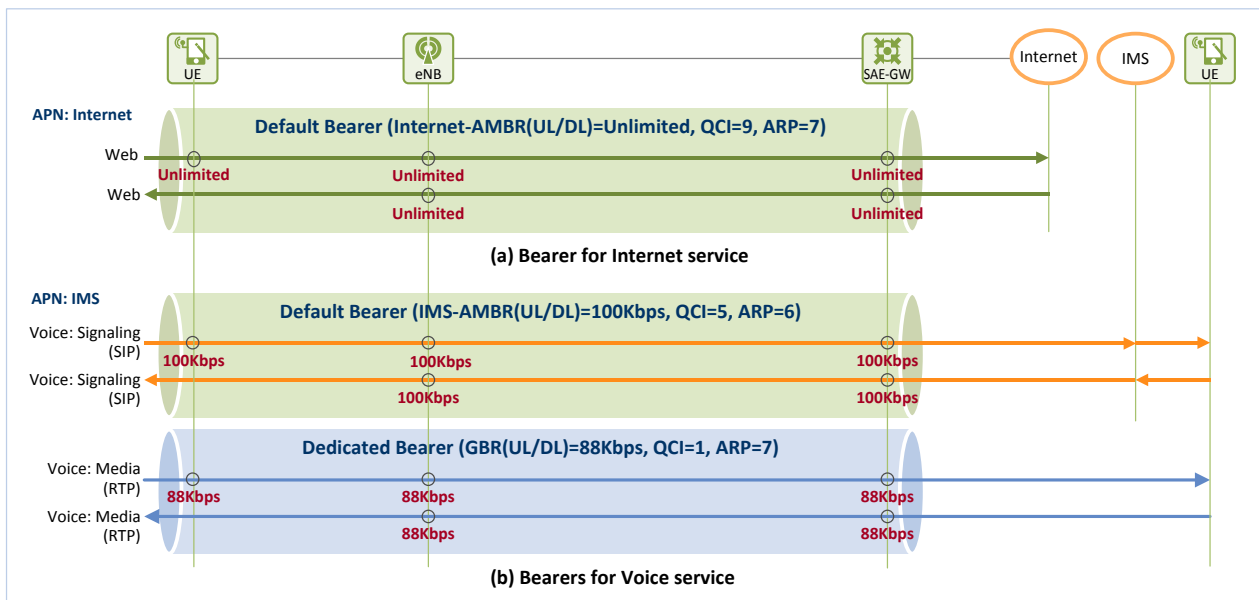 UE
eNB
SAE-GW
Internet
IMS
UE
APN: Internet
Default Bearer (Internet-AMBR(UL/DL)=Unlimited, QCI=9, ARP=7)
Web
Unlimited
Unlimited
Unlimited
Web
Unlimited
Unlimited
(a) Bearer for Internet service
APN: IMS
Default Bearer (IMS-AMBR(UL/DL)=100Kbps, QCI=5, ARP=6)
Voice: Signaling
(SIP)
100Kbps
100Kbps
100Kbps
Voice: Signaling
(SIP)
100Kbps
100Kbps
Dedicated Bearer (GBR(UL/DL)=88Kbps, QCI=1, ARP=7)
Voice: Media
(RTP)
88Kbps
88Kbps
88Kbps
Voice: Media
(RTP)
88Kbps
88Kbps
(b) Bearers for Voice service